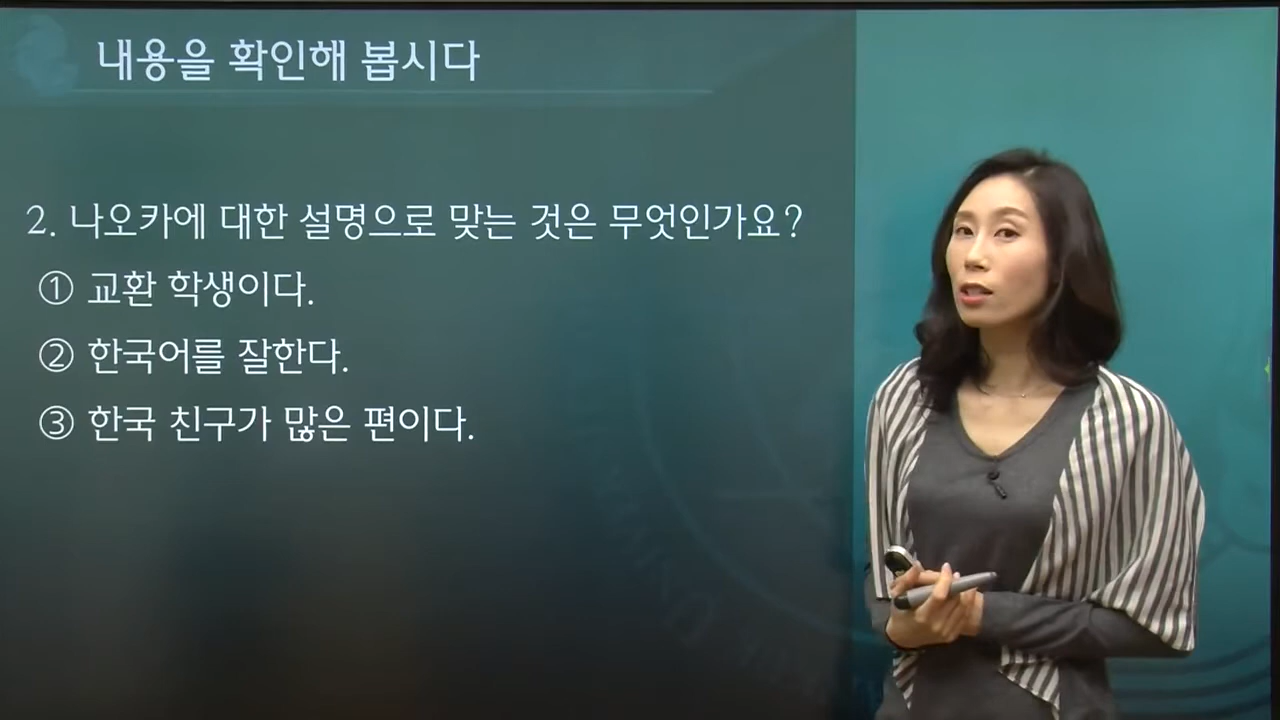 내용을 확인해 봅시다
2. 나오카에 대한 설명으로 맞는 것은 무엇인가요?
① 교환 학생이다.
② 한국어를 잘한다.
③ 한국 친구가 많은 편이다.